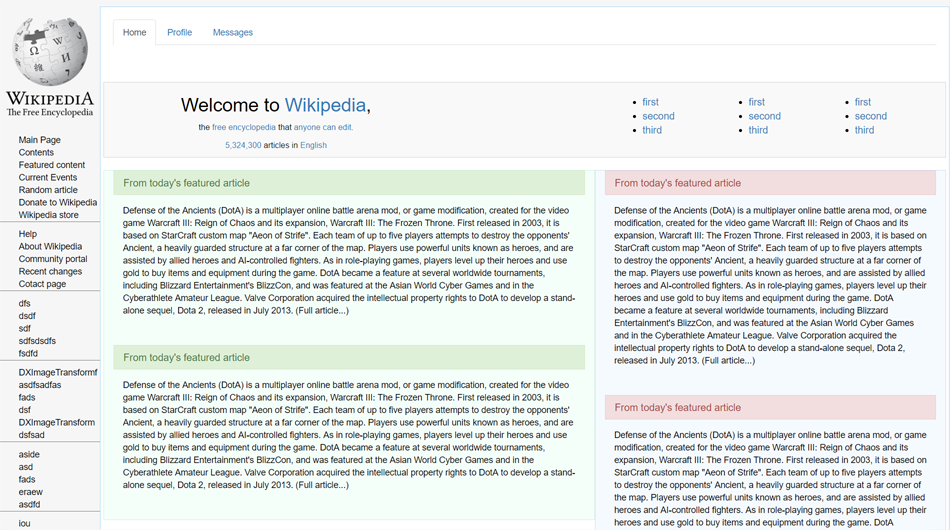 WIKIPEDIA
The Free Encyclopedia
Main Page
Contents
Featured content
Current Events
Random article
Donate to Wikipedia
Wikipedia store
Help
About Wikipedia
Community portal
Recent changes
Cotact page
dfs
dsdf
sdf
sdfsdsdfs
fsdfd
DXImageTransformf
asdfsadfas
fads
dsf
DXImageTransform
dsfsad
aside
asd
fads
eraew
asdfd
iou
Home Profile Messages
Welcome to Wikipedia,
the free encyclopedia that anyone can edit.
5,324,300 articles in English
first
second
third
first
second
third
first
second
third
From today's featured article
Defense of the Ancients (DotA) is a multiplayer online battle arena mod, or game modification, created for the video
game Warcraft III: Reign of Chaos and its expansion, Warcraft III: The Frozen Throne. First released in 2003, it is
based on StarCraft custom map "Aeon of Strife". Each team of up to five players attempts to destroy the opponents'
Ancient, a heavily guarded structure at a far corner of the map. Players use powerful units known as heroes, and are
assisted by allied heroes and AI-controlled fighters. As in role-playing games, players level up their heroes and use
gold to buy items and equipment during the game. DotA became a feature at several worldwide tournaments,
including Blizzard Entertainment's BlizzCon, and was featured at the Asian World Cyber Games and in the
Cyberathlete Amateur League. Valve Corporation acquired the intellectual property rights to DotA to develop a stand-
alone sequel, Dota 2, released in July 2013. (Full article...)
From today's featured article
Defense of the Ancients (DotA) is a multiplayer online battle arena mod, or game modification, created for the video
game Warcraft III: Reign of Chaos and its expansion, Warcraft III: The Frozen Throne. First released in 2003, it is
based on StarCraft custom map "Aeon of Strife". Each team of up to five players attempts to destroy the opponents'
Ancient, a heavily guarded structure at a far corner of the map. Players use powerful units known as heroes, and are
assisted by allied heroes and AI-controlled fighters. As in role-playing games, players level up their heroes and use
gold to buy items and equipment during the game. DotA became a feature at several worldwide tournaments,
including Blizzard Entertainment's BlizzCon, and was featured at the Asian World Cyber Games and in the
Cyberathlete Amateur League. Valve Corporation acquired the intellectual property rights to DotA to develop a stand-
alone sequel, Dota 2, released in July 2013. (Full article...)
From today's featured article
Defense of the Ancients (DotA) is a multiplayer online battle arena mod, or game
modification, created for the video game Warcraft III: Reign of Chaos and its
expansion, Warcraft III: The Frozen Throne. First released in 2003, it is based on
StarCraft custom map "Aeon of Strife". Each team of up to five players attempts
to destroy the opponents' Ancient, a heavily guarded structure at a far corner of
the map. Players use powerful units known as heroes, and are assisted by allied
heroes and AI-controlled fighters. As in role-playing games, players level up their
heroes and use gold to buy items and equipment during the game. DotA
became a feature at several worldwide tournaments, including Blizzard
Entertainment's BlizzCon, and was featured at the Asian World Cyber Games
and in the Cyberathlete Amateur League. Valve Corporation acquired the
intellectual property rights to DotA to develop a stand-alone sequel, Dota 2,
released in July 2013. (Full article...)
From today's featured article
Defense of the Ancients (DotA) is a multiplayer online battle arena mod, or game
modification, created for the video game Warcraft III: Reign of Chaos and its
expansion, Warcraft III: The Frozen Throne. First released in 2003, it is based on
StarCraft custom map "Aeon of Strife". Each team of up to five players attempts
to destroy the opponents' Ancient, a heavily guarded structure at a far corner of
the map. Players use powerful units known as heroes, and are assisted by allied
heroes and AI-controlled fighters. As in role-playing games, players level up their
heroes and use gold to buy items and equipment during the game. DotA